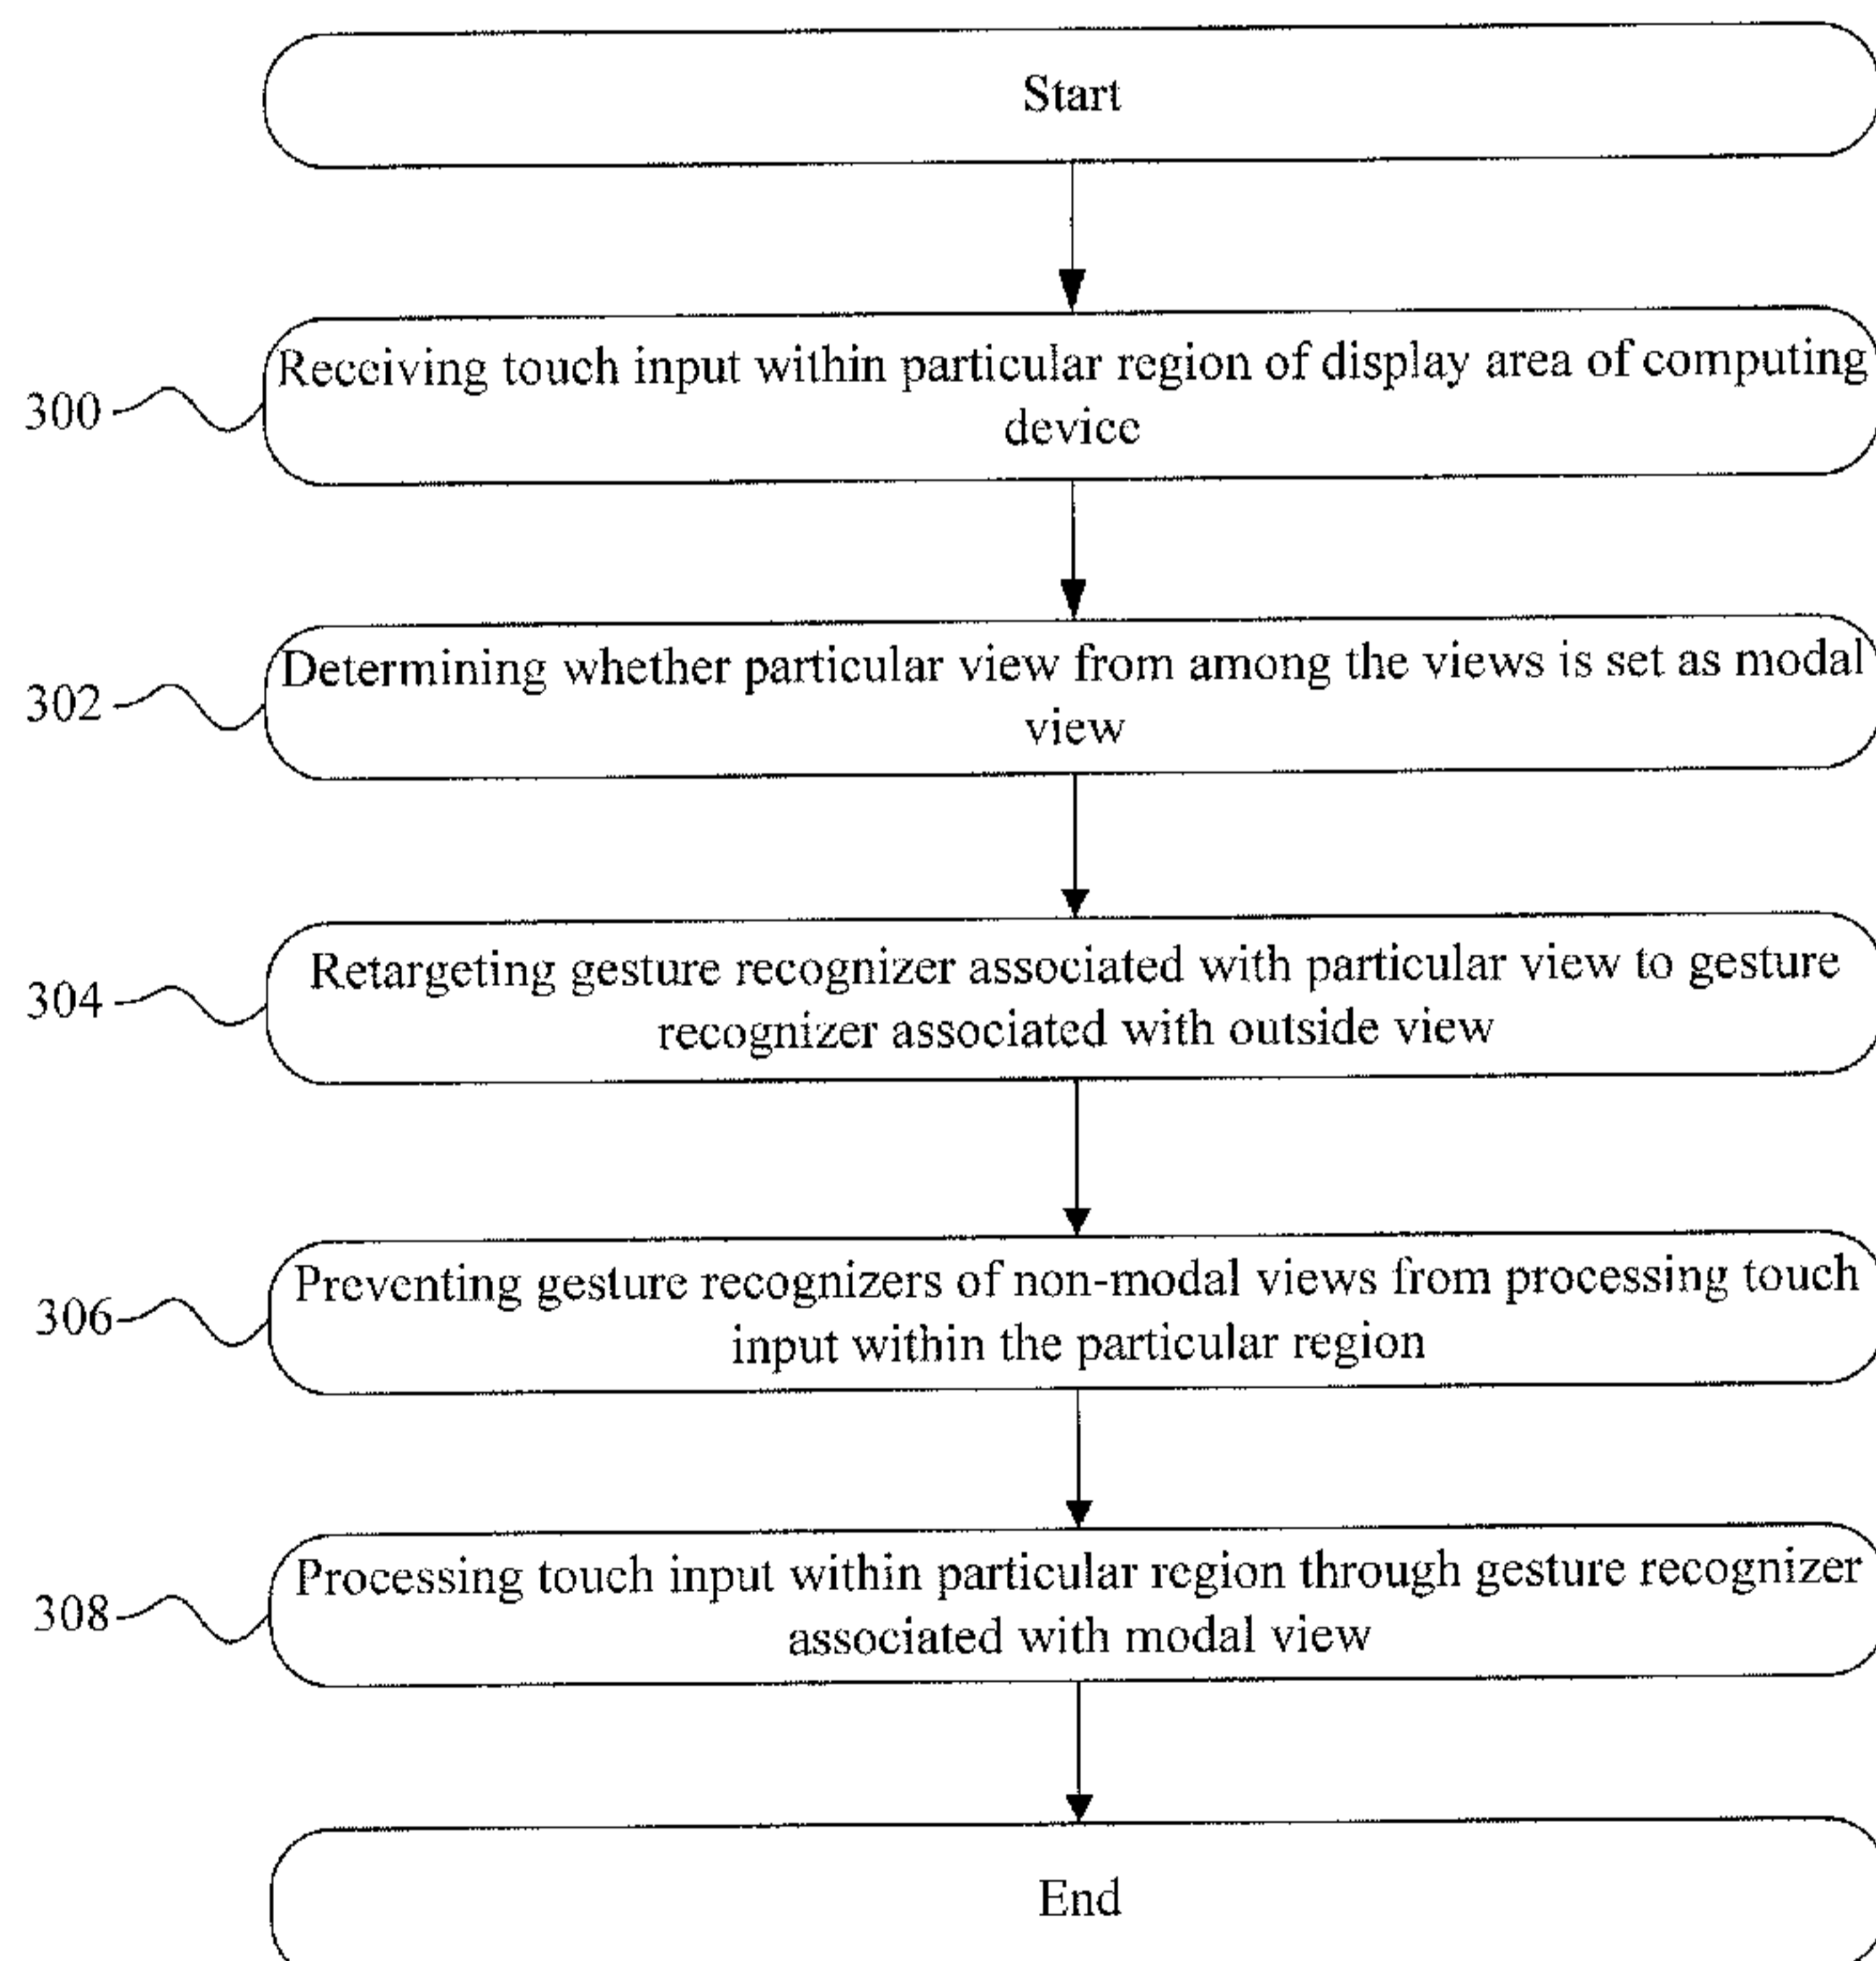 Start
300
Receiving touch input within particular region of display area of computing
device
302
Determining whether particular view from among the views is set as modal
view
304
Retargeting gesture recognizer associated with particular view to gesture
recognizer associated with outside view
306
Preventing gesture recognizers of non-modal views from processing touch
input within the particular region
308
Processing touch input within particular region through gesture recognizer
associated with modal view
End